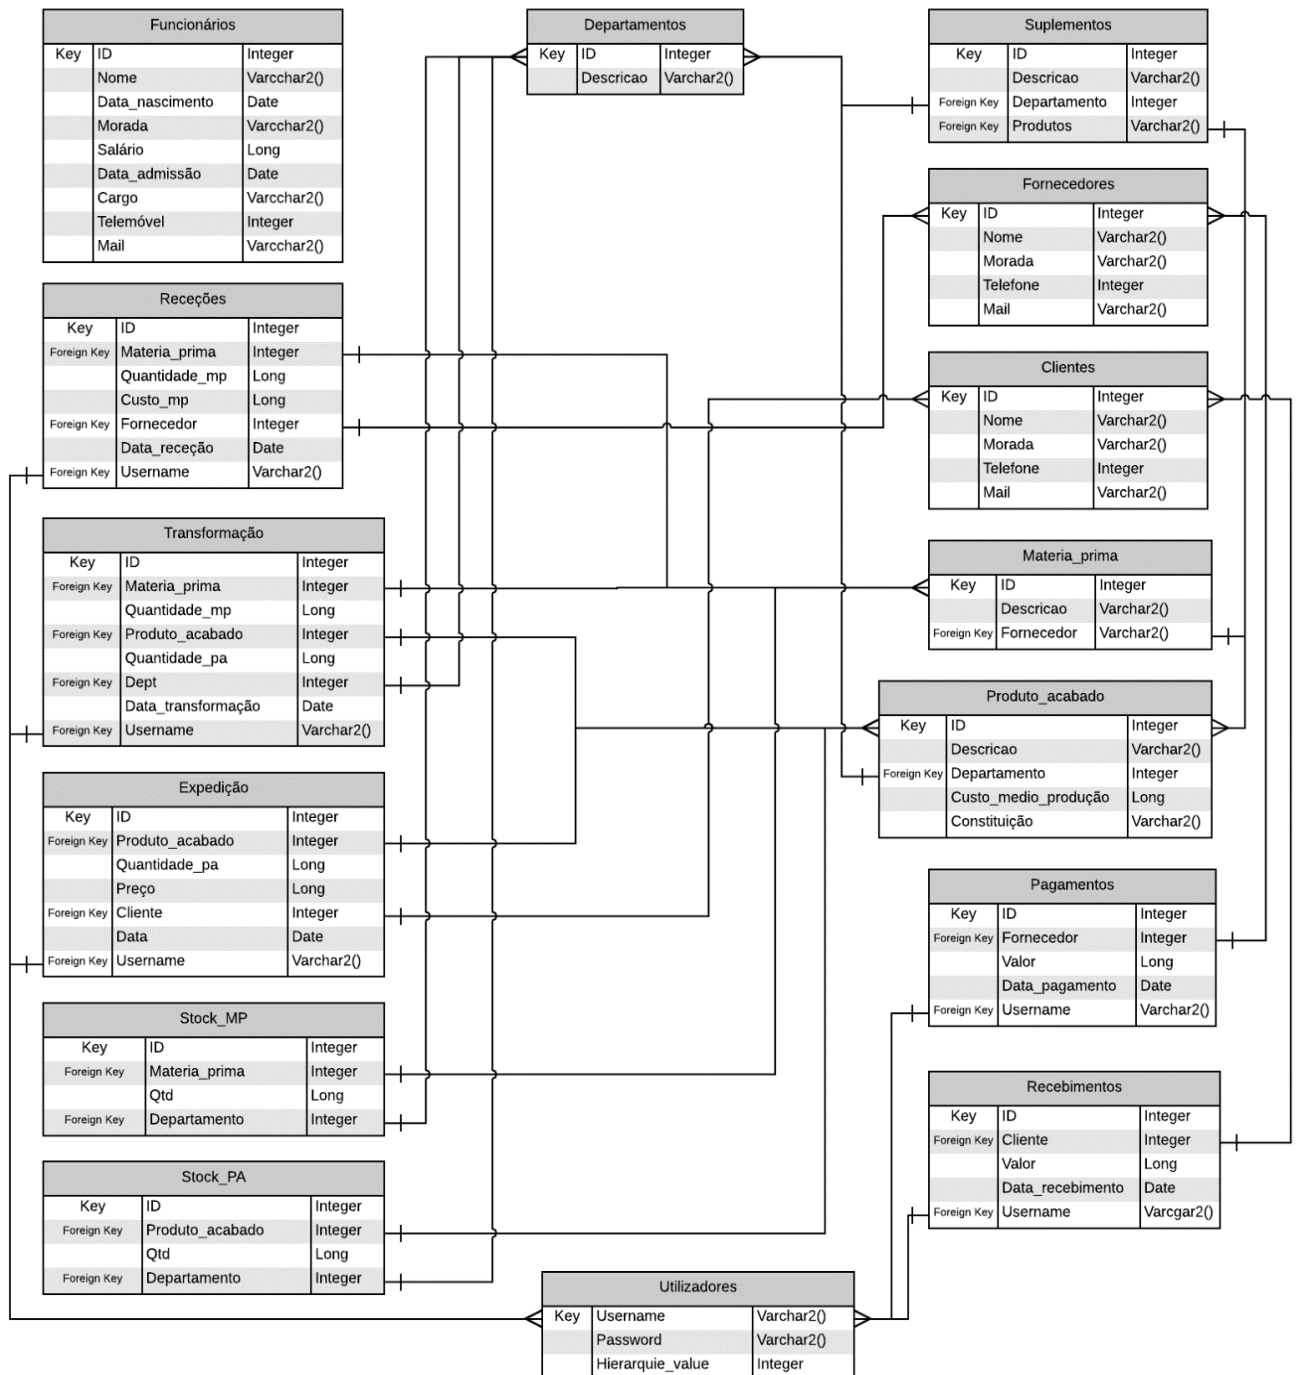 Funcionários
Key ID Integer
Nome Varcchar2()
Data_nascimento Date
Morada Varcchar2()
Salário Long
Data_admissão Date
Cargo Varcchar2()
Telemóvel Integer
Mail Varcchar2()
Receções
Key ID Integer
Foreign Key Materia_prima Integer
Quantidade_mp Long
Custo_mp Long
Foreign Key Fornecedor Integer
Data_receção Date
Foreign Key Username Varchar2()
Transformação
Key ID Integer
Foreign Key Materia_prima Integer
Quantidade_mp Long
Foreign Key Produto_acabado Integer
Quantidade_pa Long
Foreign Key Dept Integer
Data_transformação Date
Foreign Key Username Varchar2()
Expedição
Key ID Integer
Foreign Key Produto_acabado Integer
Quantidade_pa Long
Preço Long
Foreign Key Cliente Integer
Data Date
Foreign Key Username Varchar2()
Stock_MP
Key ID Integer
Foreign Key Materia_prima Integer
Qtd Long
Foreign Key Departamento Integer
Stock_PA
Key ID Integer
Foreign Key Produto_acabado Integer
Qtd Long
Foreign Key Departamento Integer
Departamentos
Key ID Integer
Descricao Varchar2()
Utilizadores
Key Username Varchar2()
Password Varchar2()
Hierarquie_value Integer
Suplementos
Key ID Integer
Descricao Varchar2()
Foreign Key Departamento Integer
Foreign Key Produtos Varchar2()
Fornecedores
Key ID Integer
Nome Varchar2()
Morada Varchar2()
Telefone Integer
Mail Varchar2()
Clientes
Key ID Integer
Nome Varchar2()
Morada Varchar2()
Telefone Integer
Mail Varchar2()
Materia_prima
Key ID Integer
Descricao Varchar2()
Foreign Key Fornecedor Varchar2()
Produto_acabado
Key ID Integer
Descricao Varchar2()
Foreign Key Departamento Integer
Custo_medio_produção Long
Constituição Varchar2()
Pagamentos
Key ID Integer
Foreign Key Fornecedor Integer
Valor Long
Data_pagamento Date
Foreign Key Username Varchar2()
Recebimentos
Key ID Integer
Foreign Key Cliente Integer
Valor Long
Data_recebimento Date
Foreign Key Username Varcgar2()